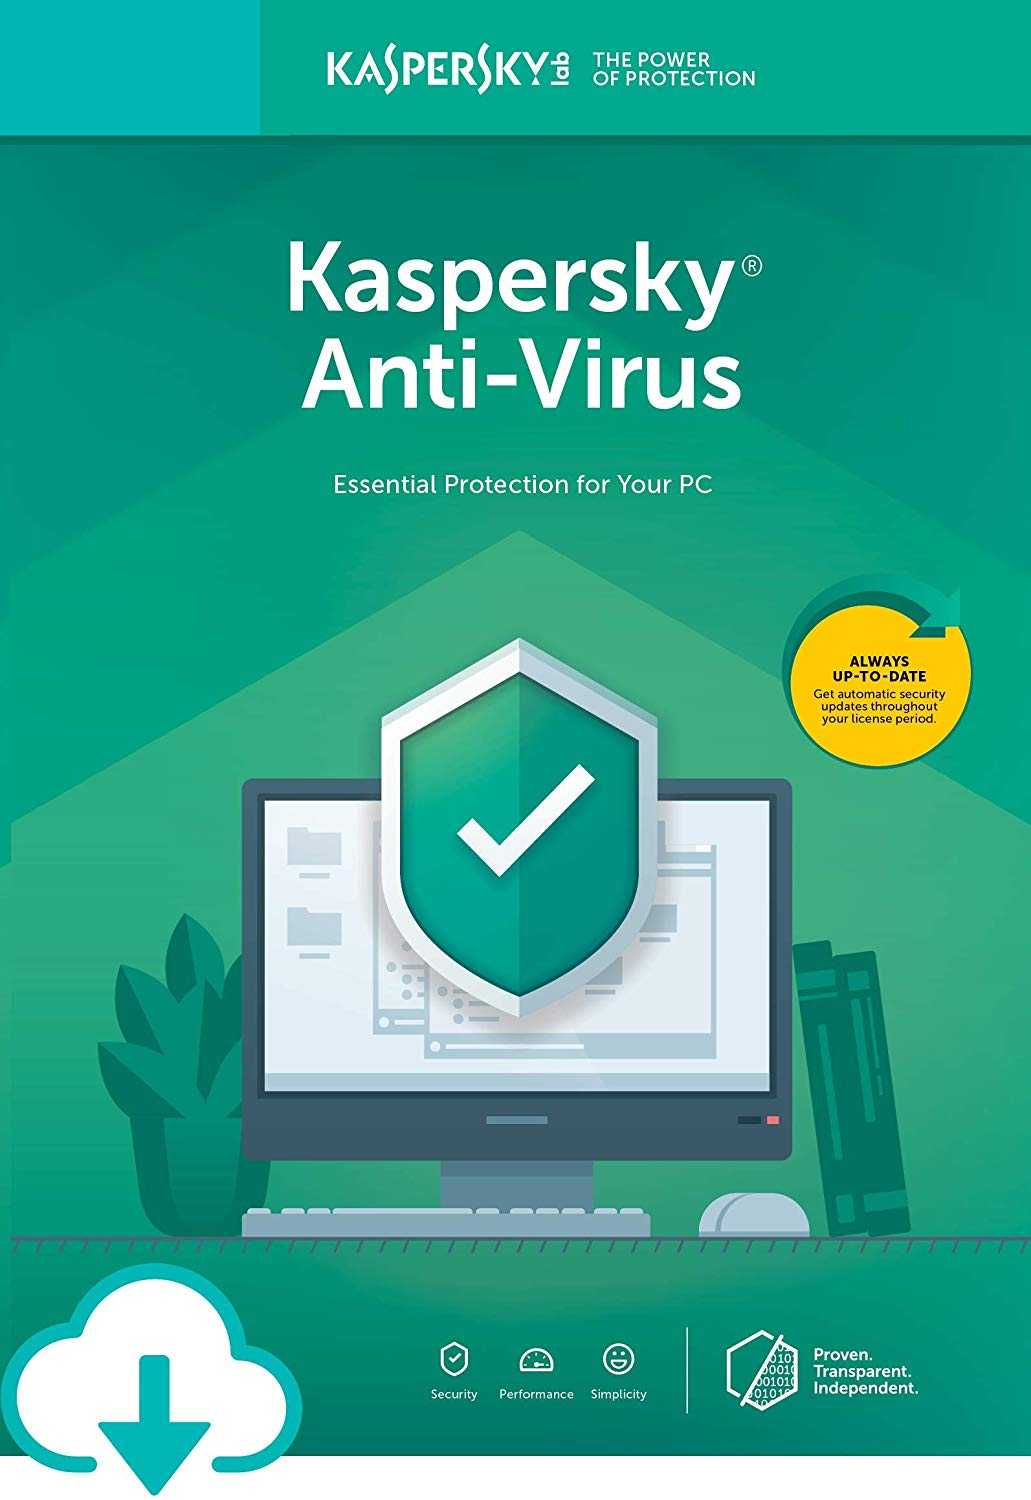 KASPERSKY lab
THE POWER
OF PROTECTION
Kaspersky®
Anti-Virus
Essential Protection for Your PC
ALWAYS
UP-TO-DATE
Get automatic security
updates throughout
your license period.
Security Performance Simplicity
Proven.
Transparent.
Independent.